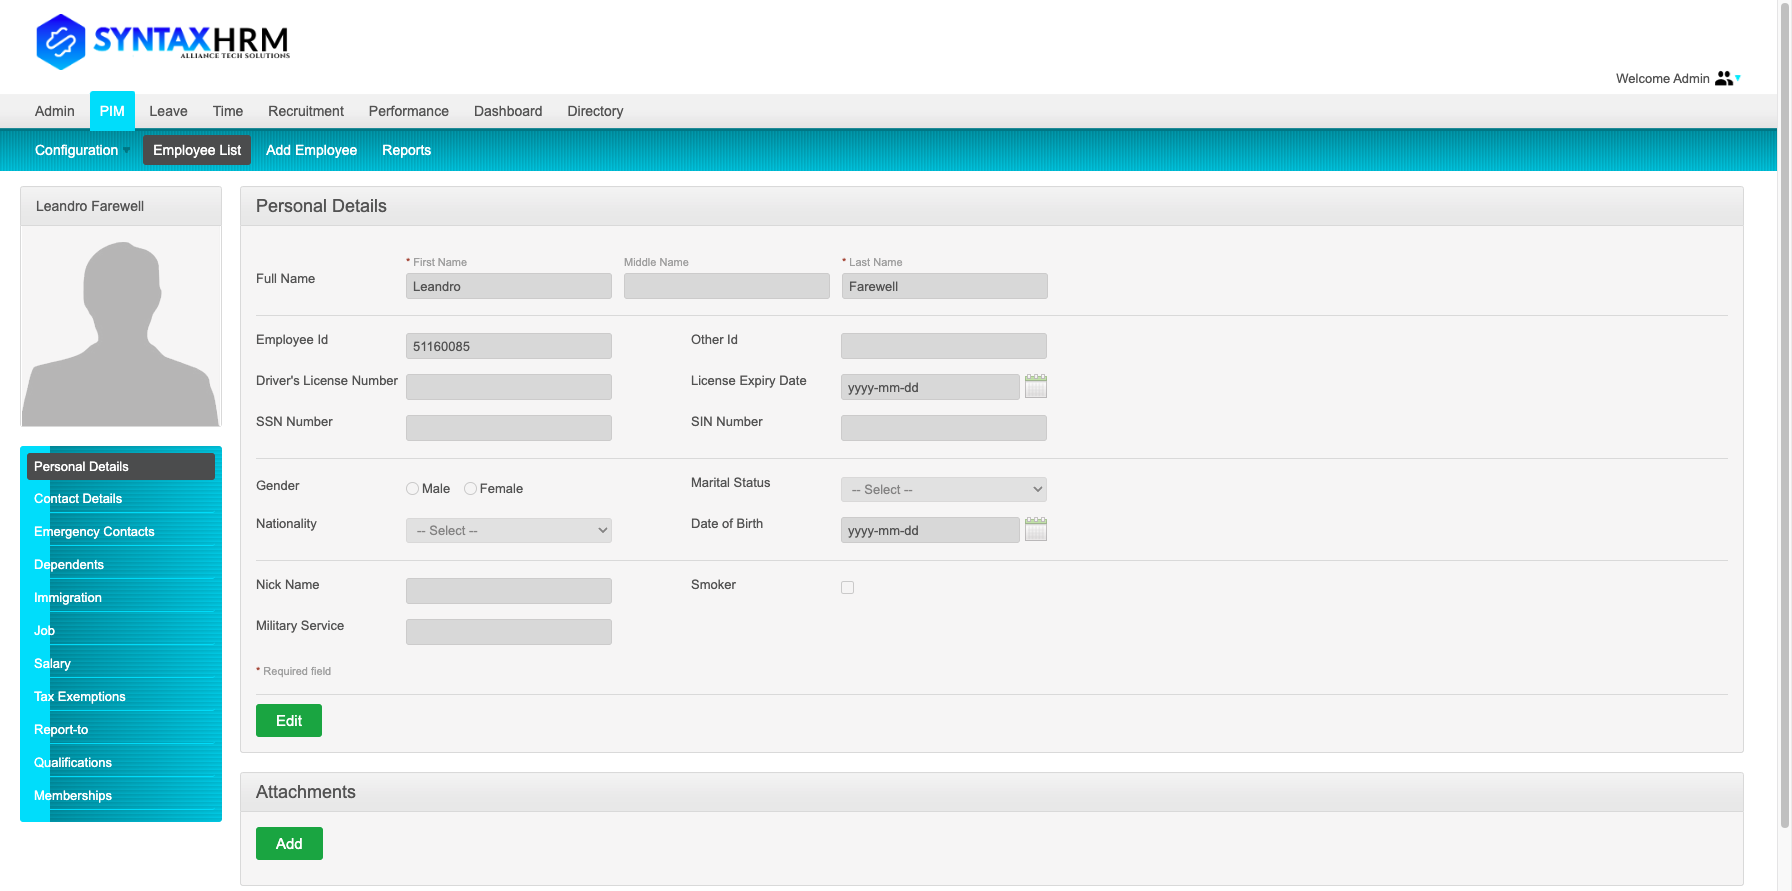 SYNTAXHRM
ALLIANCE TECH SOLUTIONS
Welcome Admin
Admin PIM Leave Time Recruitment Performance Dashboard Directory
Configuration Employee List Add Employee Reports
Leandro Farewell
Personal Details
Contact Details
Emergency Contacts
Dependents
Immigration
Job
Salary
Tax Exemptions
Report-to
Qualifications
Memberships
Personal Details
* First Name Middle Name * Last Name
Full Name Leandro Farewell
Employee Id 51160085 Other Id
Driver's License Number License Expiry Date yyyy-mm-dd
SSN Number SIN Number
Gender Male Female Marital Status -- Select --
Nationality -- Select -- Date of Birth yyyy-mm-dd
Nick Name Smoker
Military Service
* Required field
Edit
Attachments
Add